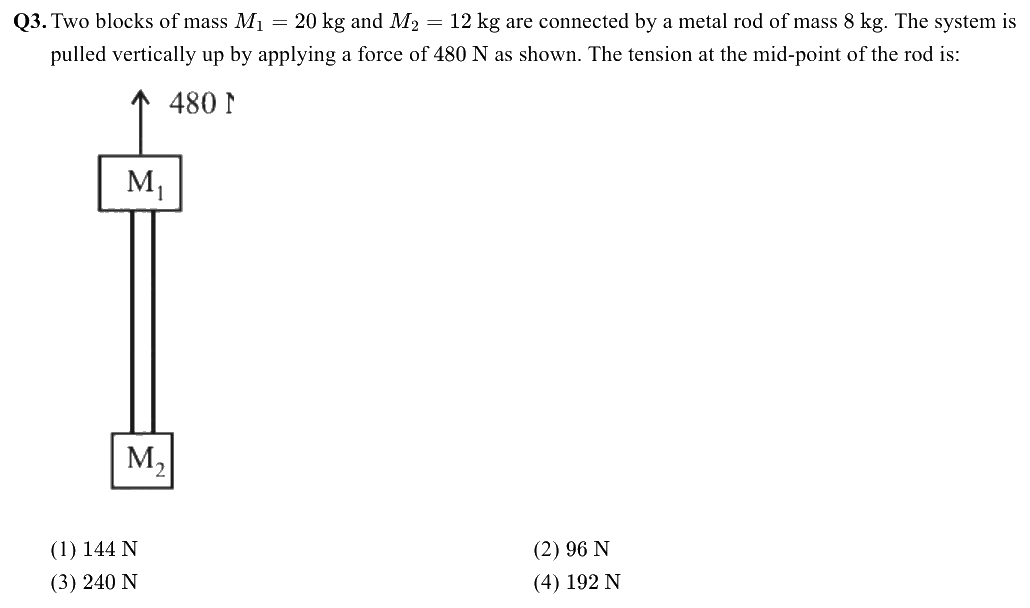 Q3. Two blocks of mass M₁ = 20 kg and M₂ = 12 kg are connected by a metal rod of mass 8 kg. The system is
pulled vertically up by applying a force of 480 N as shown. The tension at the mid-point of the rod is:
480 N
M₁
M₂
(1) 144 N (2) 96 N
(3) 240 N (4) 192 N